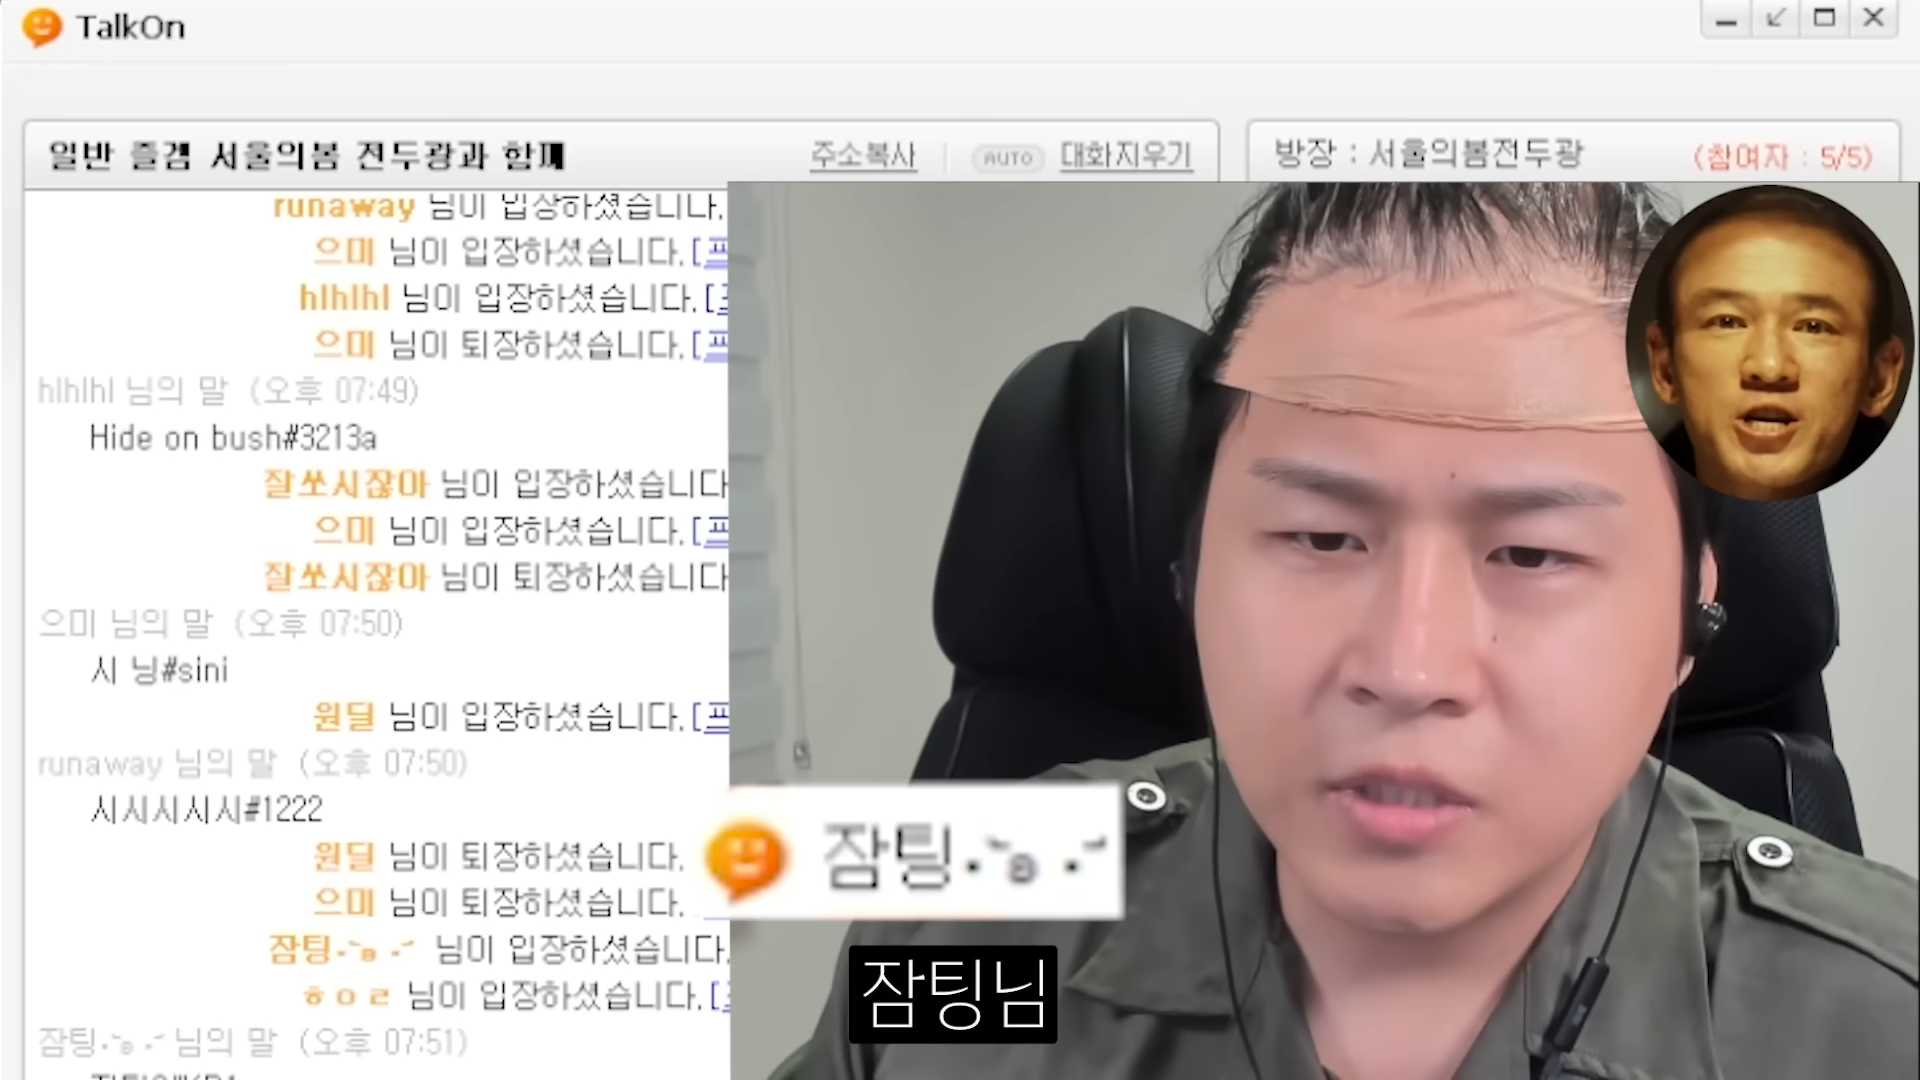 TalkOn
일반 즐겜 서울의봄 전두광과 함께
주소복사
AUTO
대화지우기
방장 : 서울의봄전두광
(참여자 : 5/5)
runaway 님이 입장하셨습니다.
으미 님이 입장하셨습니다.
hlhlhl 님이 입장하셨습니다.
으미 님이 퇴장하셨습니다.
hlhlhl 님의 말 (오후 07:49)
Hide on bush#3213a
잘쏘시잖아 님이 입장하셨습니다
으미 님이 입장하셨습니다.
잘쏘시잖아 님이 퇴장하셨습니다
으미 님의 말 (오후 07:50)
시 닝#sini
원딜 님이 입장하셨습니다.
runaway 님의 말 (오후 07:50)
시시시시시#1222
원딜 님이 퇴장하셨습니다.
으미 님이 퇴장하셨습니다.
잠팅 님이 입장하셨습니다.
ㅎㅇㄹ 님이 입장하셨습니다.
잠팅 님의 말 (오후 07:51)
잠팅
잠팅님